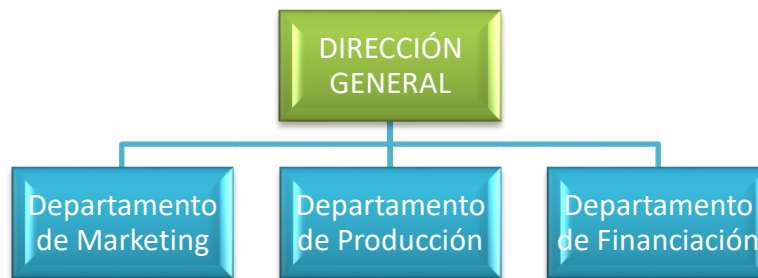 DIRECCIÓN
GENERAL
Departamento
de Marketing
Departamento
de Producción
Departamento
de Financiación